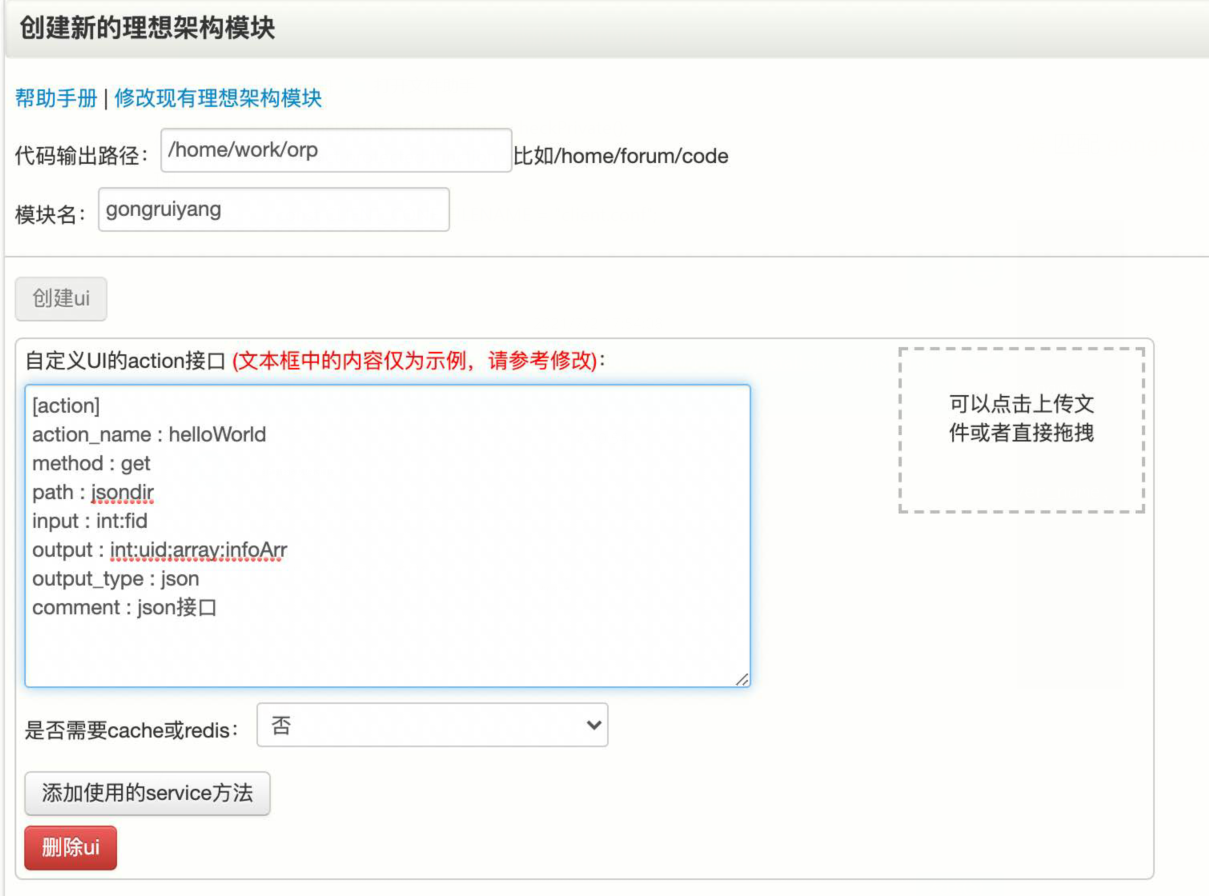 创建新的理想架构模块
帮助手册 | 修改现有理想架构模块
代码输出路径： /home/work/orp 比如/home/forum/code
模块名： gongruiyang
创建ui
自定义UI的action接口 (文本框中的内容仅为示例，请参考修改)：
[action]
action_name : helloWorld
method : get
path : jsondir
input : int:fid
output : int:uid;array:infoArr
output_type : json
comment : json接口
可以点击上传文
件或者直接拖拽
是否需要cache或redis： 否
添加使用的service方法
删除ui